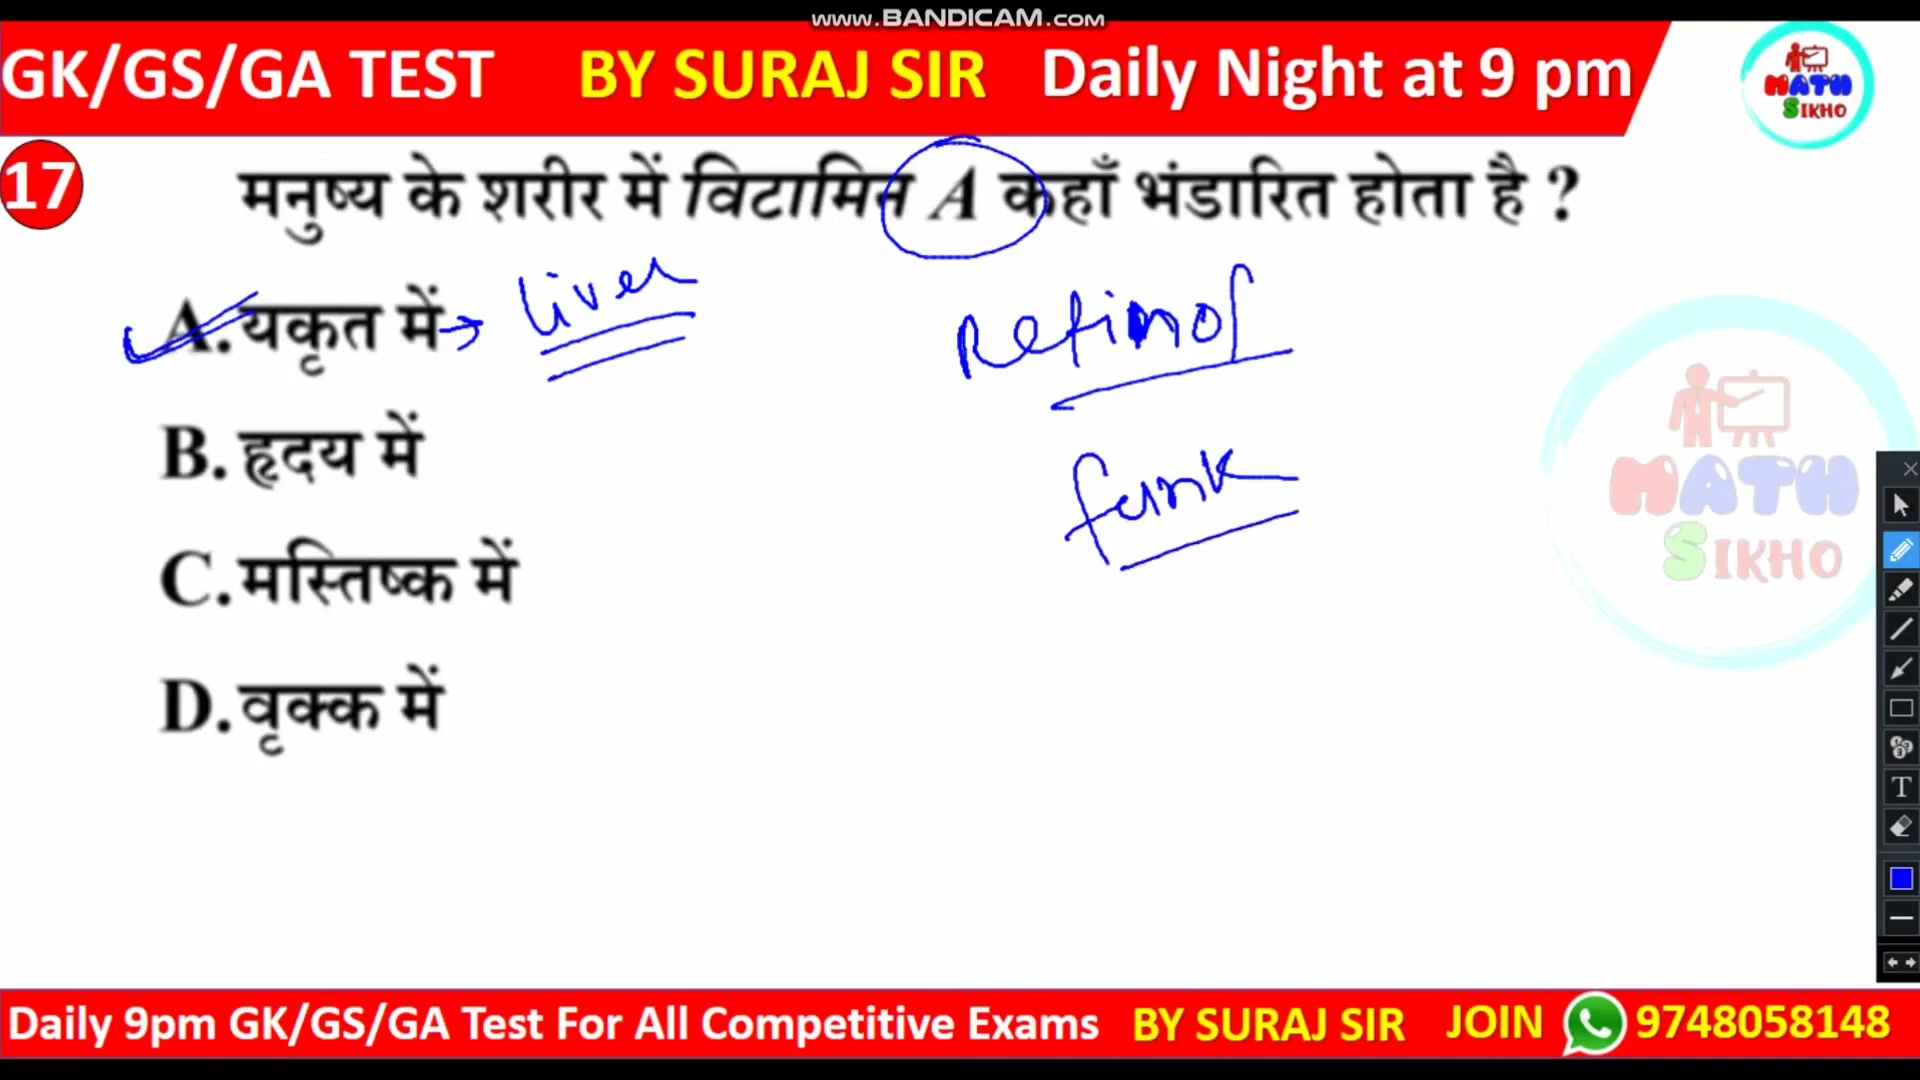 www.BANDICAM.com
GK/GS/GA TEST BY SURAJ SIR Daily Night at 9 pm
MATH
SIKHO
17 मनुष्य के शरीर में विटामिन A कहाँ भंडारित होता है ?
A. यकृत में → liver
Retinol
B. हृदय में
funk
C. मस्तिष्क में
D. वृक्क में
MATH
SIKHO
Daily 9pm GK/GS/GA Test For All Competitive Exams BY SURAJ SIR JOIN 9748058148